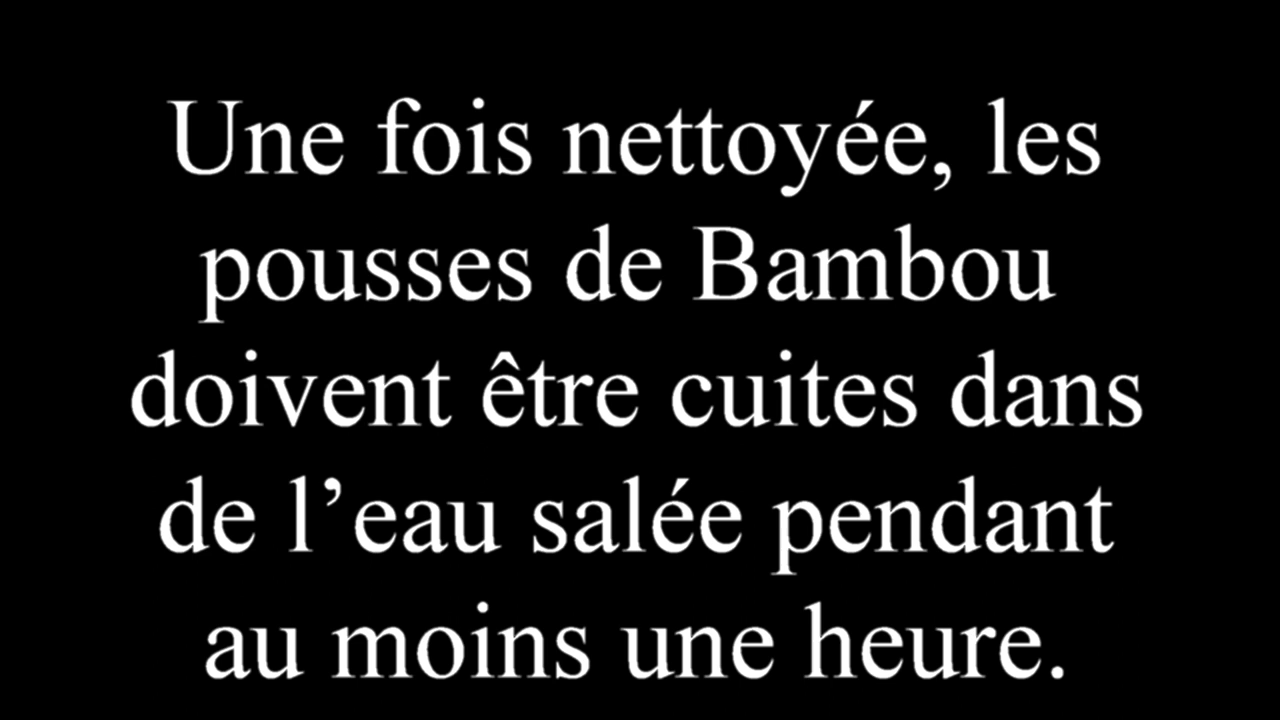 Une fois nettoyée, les
pousses de Bambou
doivent être cuites dans
de l’eau salée pendant
au moins une heure.